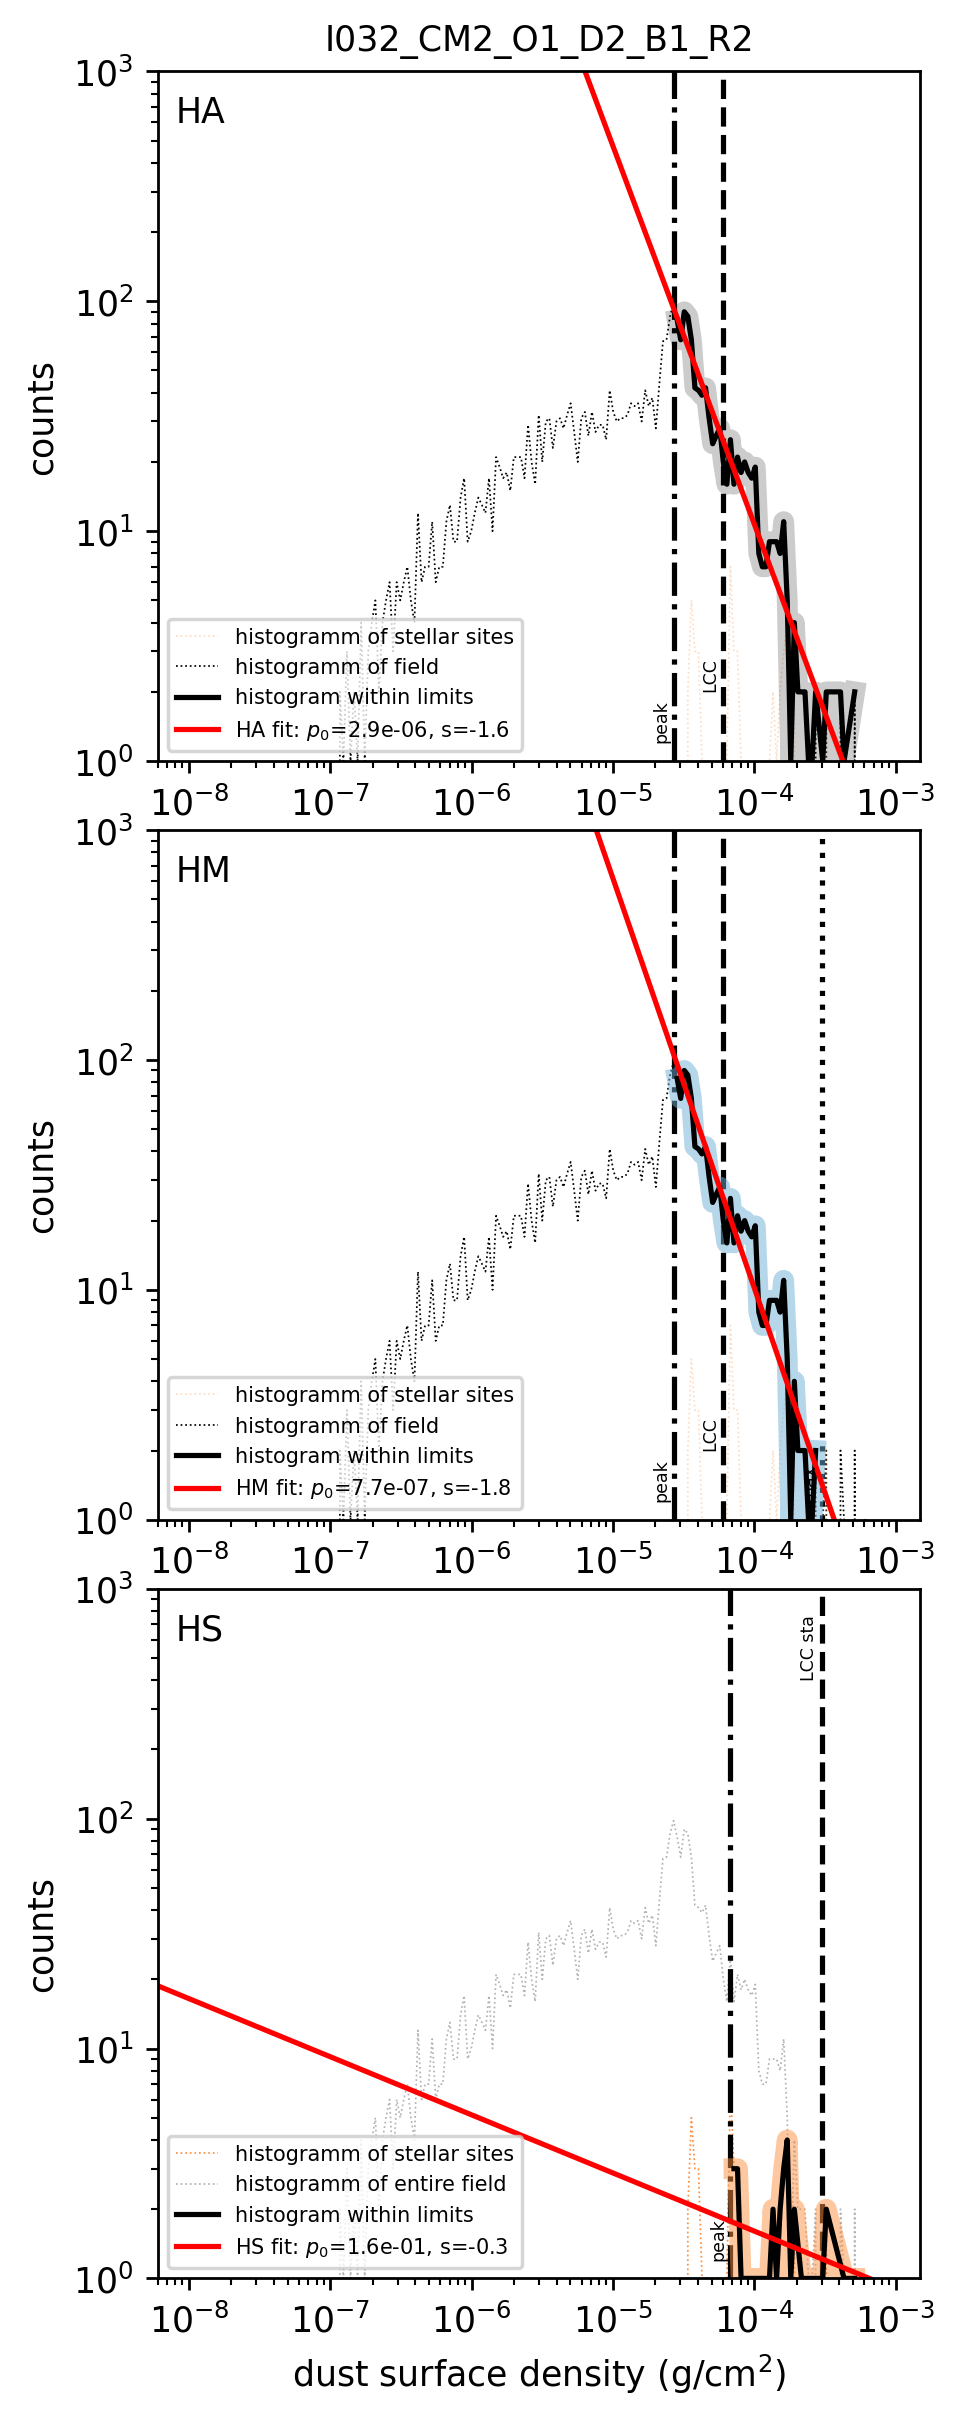 I032_CM2_O1_D2_B1_R2
HA
10³
10²
10¹
10⁰
counts
LCC
peak
histogramm of stellar sites
histogramm of field
histogram within limits
HA fit: p₀=2.9e-06, s=-1.6
10⁻⁸ 10⁻⁷ 10⁻⁶ 10⁻⁵ 10⁻⁴ 10⁻³
HM
10³
10²
10¹
10⁰
counts
LCC
peak
histogramm of stellar sites
histogramm of field
histogram within limits
HM fit: p₀=7.7e-07, s=-1.8
10⁻⁸ 10⁻⁷ 10⁻⁶ 10⁻⁵ 10⁻⁴ 10⁻³
HS
LCC sta
10³
10²
10¹
10⁰
counts
peak
histogramm of stellar sites
histogramm of entire field
histogram within limits
HS fit: p₀=1.6e-01, s=-0.3
10⁻⁸ 10⁻⁷ 10⁻⁶ 10⁻⁵ 10⁻⁴ 10⁻³
dust surface density (g/cm²)